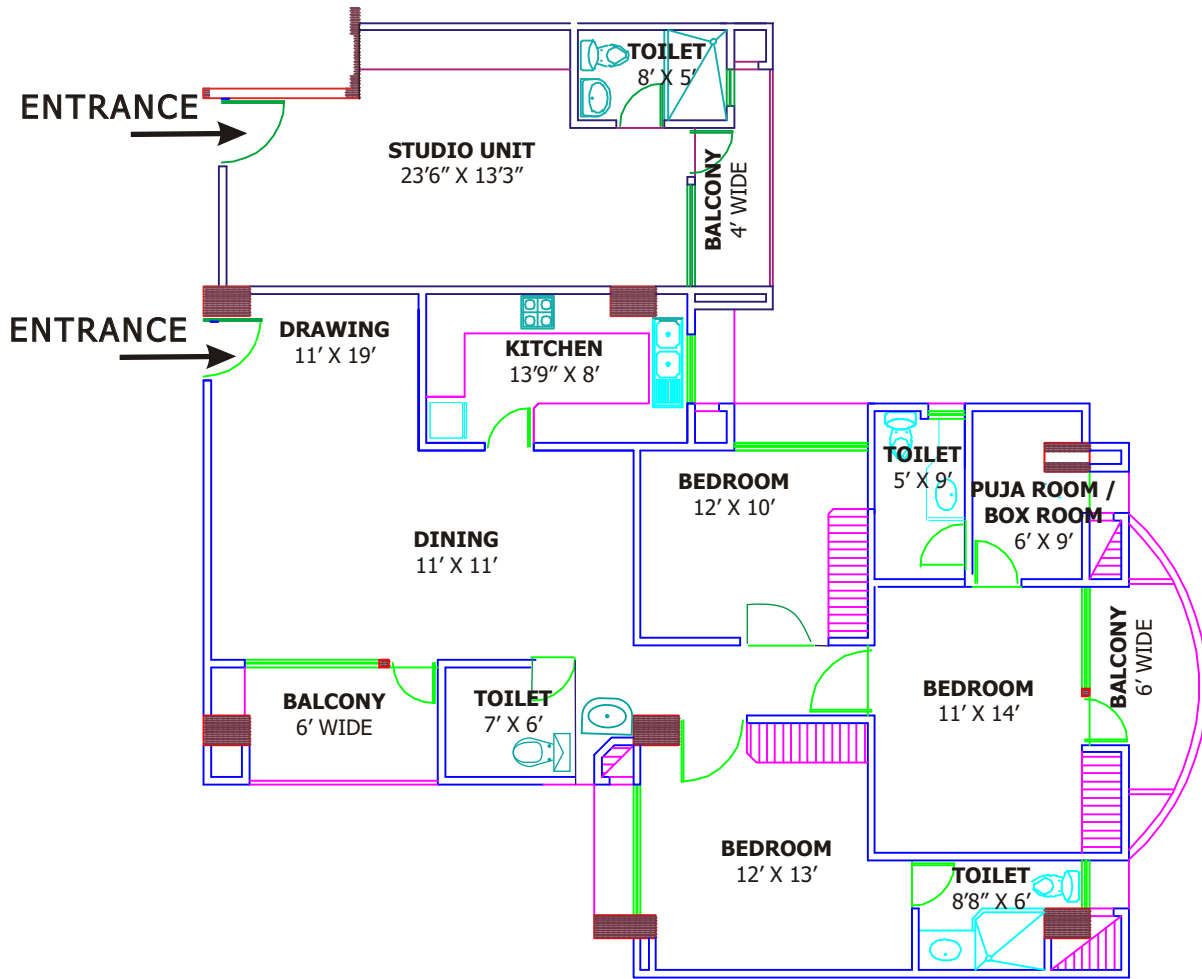 TOILET
8′ X 5′
ENTRANCE
STUDIO UNIT
23’6” X 13’3”
BALCONY
4′ WIDE
ENTRANCE
DRAWING
11′ X 19′
KITCHEN
13’9” X 8′
BEDROOM
12′ X 10′
TOILET
5′ X 9′
PUJA ROOM /
BOX ROOM
6′ X 9′
DINING
11′ X 11′
BALCONY
6′ WIDE
TOILET
7′ X 6′
BEDROOM
11′ X 14′
BALCONY
6′ WIDE
BEDROOM
12′ X 13′
TOILET
8’8” X 6′